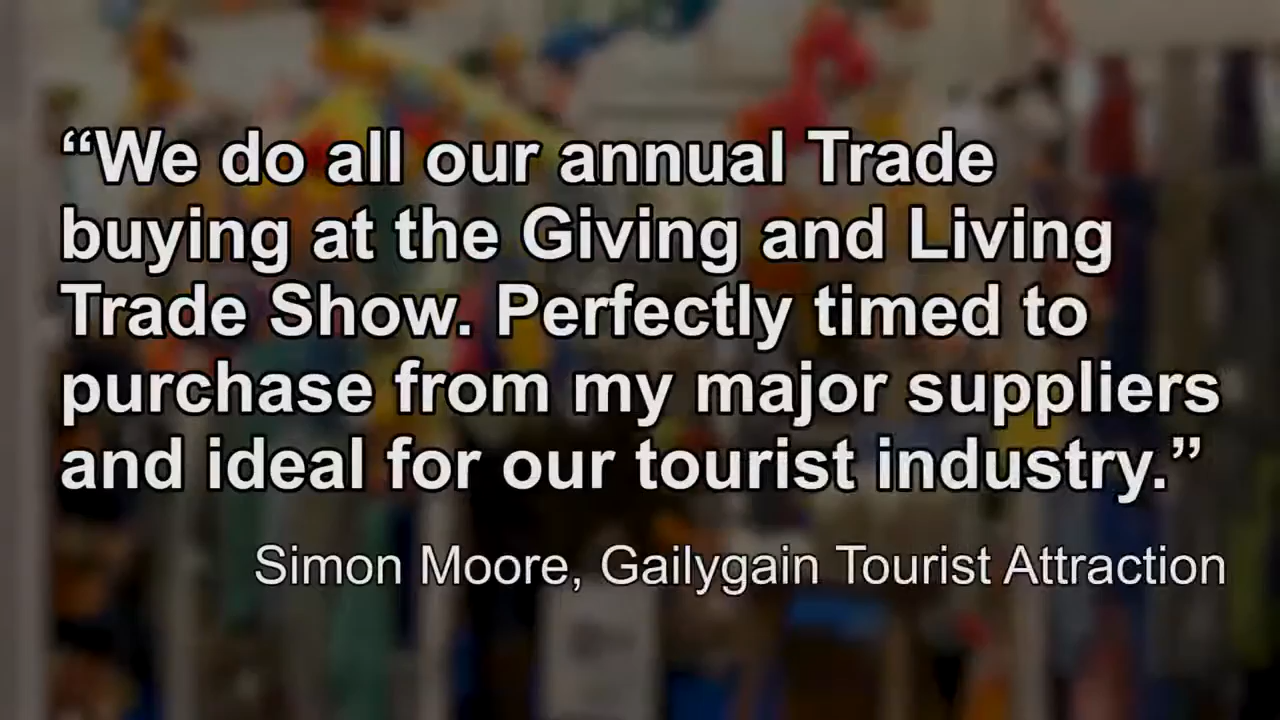 “We do all our annual Trade
buying at the Giving and Living
Trade Show. Perfectly timed to
purchase from my major suppliers
and ideal for our tourist industry.”
Simon Moore, Gailygain Tourist Attraction